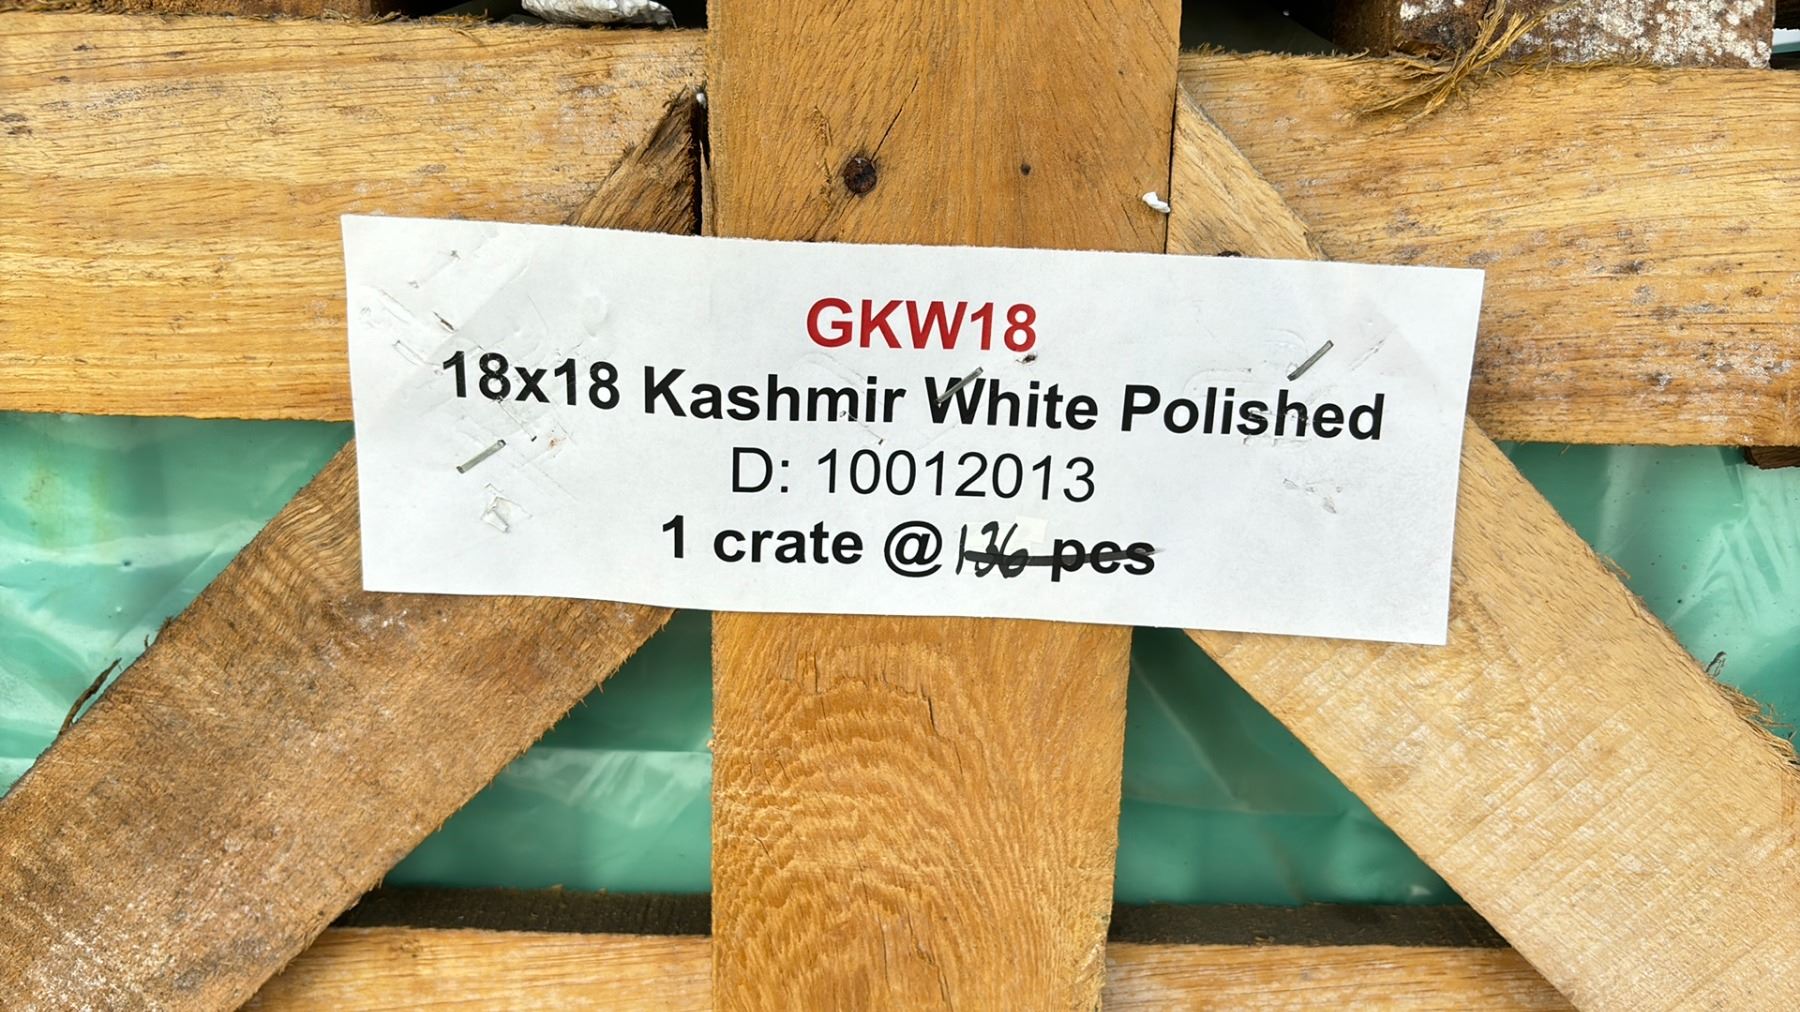 GKW18
18x18 Kashmir White Polished
D: 10012013
1 crate @ 136 pcs